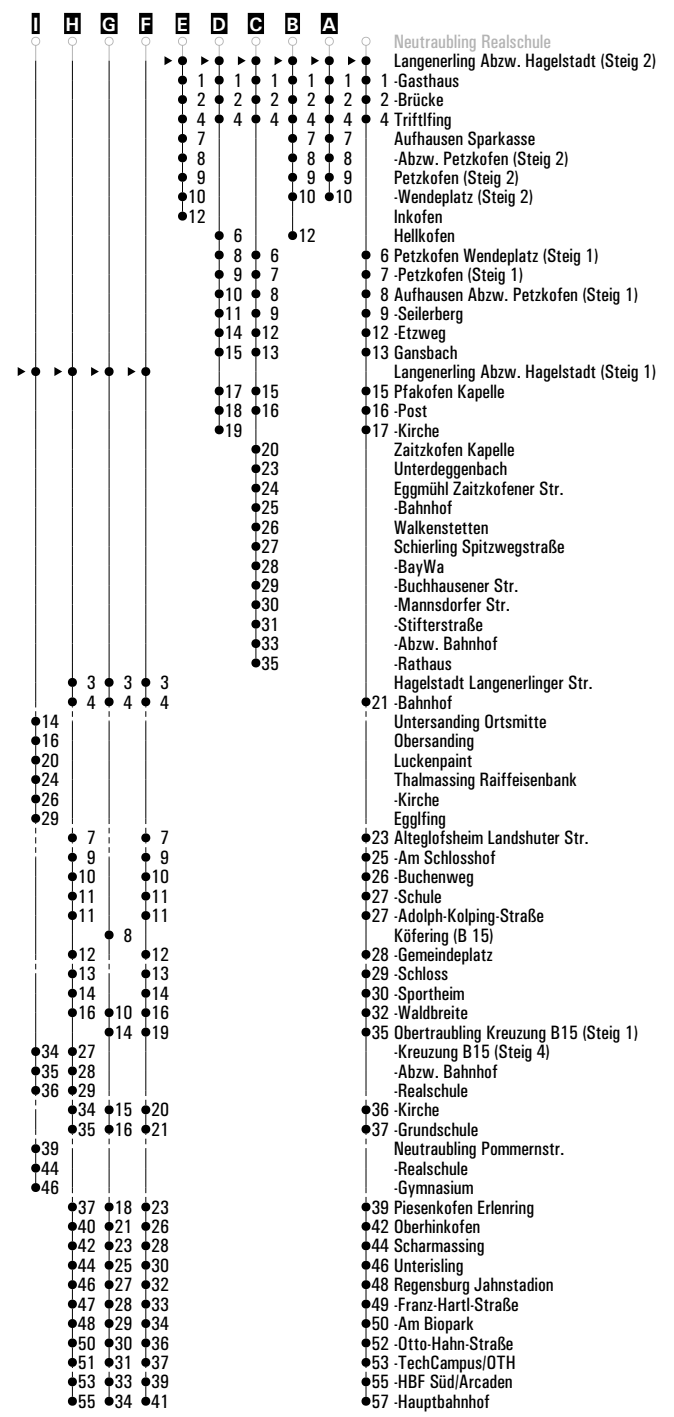 I H G F E D C B A
Neutraubling Realschule
Langenerling Abzw. Hagelstadt (Steig 2)
1 1 1 1 1 1 -Gasthaus
2 2 2 2 2 2 -Brücke
4 4 4 4 4 4 Triftlfing
7 7 7 Aufhausen Sparkasse
8 8 8 -Abzw. Petzkofen (Steig 2)
9 9 9 Petzkofen (Steig 2)
10 10 10 -Wendeplatz (Steig 2)
12 Inkofen
6 12 Hellkofen
8 6 6 Petzkofen Wendeplatz (Steig 1)
9 7 7 -Petzkofen (Steig 1)
10 8 8 Aufhausen Abzw. Petzkofen (Steig 1)
11 9 9 -Seilerberg
14 12 12 -Etzweg
15 13 13 Gansbach
Langenerling Abzw. Hagelstadt (Steig 1)
17 15 15 Pfakofen Kapelle
18 16 16 -Post
19 17 -Kirche
20 Zaitzkofen Kapelle
23 Unterdeggenbach
24 Eggmühl Zaitzkofener Str.
25 -Bahnhof
26 Walkenstetten
27 Schierling Spitzwegstraße
28 -BayWa
29 -Buchhausener Str.
30 -Mannsdorfer Str.
31 -Stifterstraße
33 -Abzw. Bahnhof
35 -Rathaus
3 3 3 Hagelstadt Langenerlinger Str.
4 4 4 21 -Bahnhof
14 Untersanding Ortsmitte
16 Obersanding
20 Luckenpaint
24 Thalmassing Raiffeisenbank
26 -Kirche
29 Egglfing
7 7 23 Alteglofsheim Landshuter Str.
9 9 25 -Am Schlosshof
10 10 26 -Buchenweg
11 11 27 -Schule
11 11 27 -Adolph-Kolping-Straße
8 Köfering (B 15)
12 12 28 -Gemeindeplatz
13 13 29 -Schloss
14 14 30 -Sportheim
16 10 16 32 -Waldbreite
14 19 35 Obertraubling Kreuzung B15 (Steig 1)
34 27 -Kreuzung B15 (Steig 4)
35 28 -Abzw. Bahnhof
36 29 -Realschule
34 15 20 36 -Kirche
35 16 21 37 -Grundschule
39 Neutraubling Pommernstr.
44 -Realschule
46 -Gymnasium
37 18 23 39 Piesenkofen Erlenring
40 21 26 42 Oberhinkofen
42 23 28 44 Scharmassing
44 25 30 46 Unterisling
46 27 32 48 Regensburg Jahnstadion
47 28 33 49 -Franz-Hartl-Straße
48 29 34 50 -Am Biopark
50 30 36 52 -Otto-Hahn-Straße
51 31 37 53 -TechCampus/OTH
53 33 39 55 -HBF Süd/Arcaden
55 34 41 57 -Hauptbahnhof